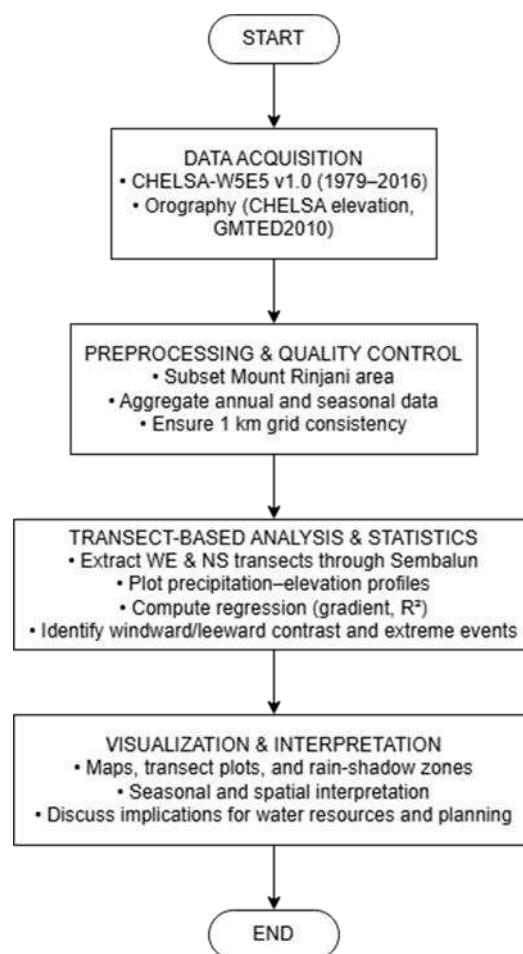 START
DATA ACQUISITION
• CHELSA-W5E5 v1.0 (1979–2016)
• Orography (CHELSA elevation,
GMTED2010)
PREPROCESSING & QUALITY CONTROL
• Subset Mount Rinjani area
• Aggregate annual and seasonal data
• Ensure 1 km grid consistency
TRANSECT-BASED ANALYSIS & STATISTICS
• Extract WE & NS transects through Sembalun
• Plot precipitation–elevation profiles
• Compute regression (gradient, R²)
• Identify windward/leeward contrast and extreme events
VISUALIZATION & INTERPRETATION
• Maps, transect plots, and rain-shadow zones
• Seasonal and spatial interpretation
• Discuss implications for water resources and planning
END